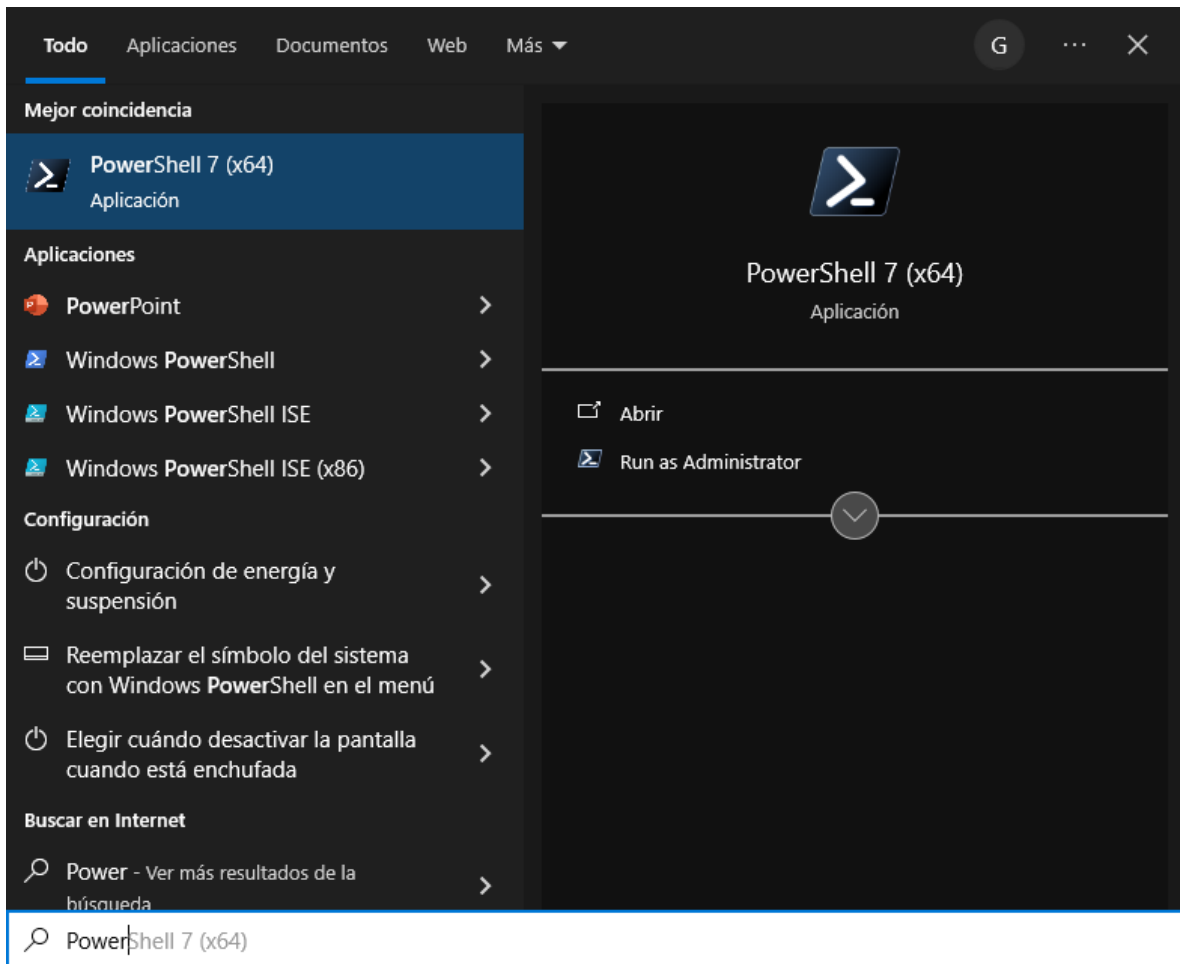 Todo Aplicaciones Documentos Web Más G ...
Mejor coincidencia
PowerShell 7 (x64)
Aplicación
Aplicaciones
PowerPoint
Windows PowerShell
Windows PowerShell ISE
Windows PowerShell ISE (x86)
Configuración
Configuración de energía y
suspensión
Reemplazar el símbolo del sistema
con Windows PowerShell en el menú
Elegir cuándo desactivar la pantalla
cuando está enchufada
Buscar en Internet
Power - Ver más resultados de la
búsqueda
PowerShell 7 (x64)
Aplicación
Abrir
Run as Administrator
PowerShell 7 (x64)